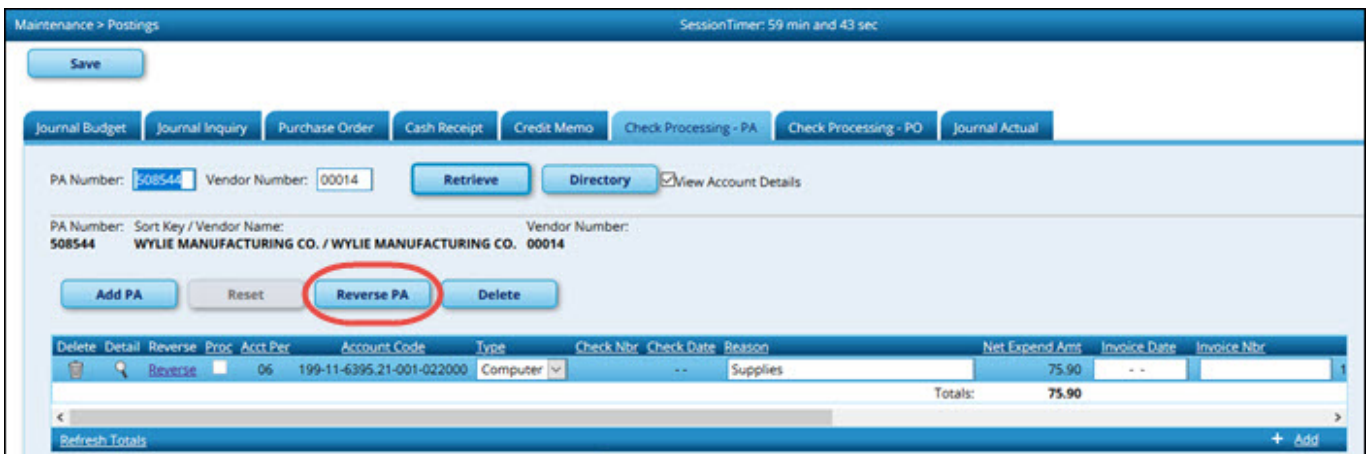 Maintenance > Postings SessionTimer: 59 min and 43 sec
Save
Journal Budget Journal Inquiry Purchase Order Cash Receipt Credit Memo Check Processing - PA Check Processing - PO Journal Actual
PA Number: 508544 Vendor Number: 00014 Retrieve Directory View Account Details
PA Number: Sort Key / Vendor Name: Vendor Number:
508544 WYLIE MANUFACTURING CO. / WYLIE MANUFACTURING CO. 00014
Add PA Reset Reverse PA Delete
Delete Detail Reverse Proc Acct Per Account Code Type Check Nbr Check Date Reason Net Expend Amt Invoice Date Invoice Nbr
Reverse 06 199-11-6395.21-001-022000 Computer - - Supplies 75.90 - - 1
Totals: 75.90
Refresh Totals + Add